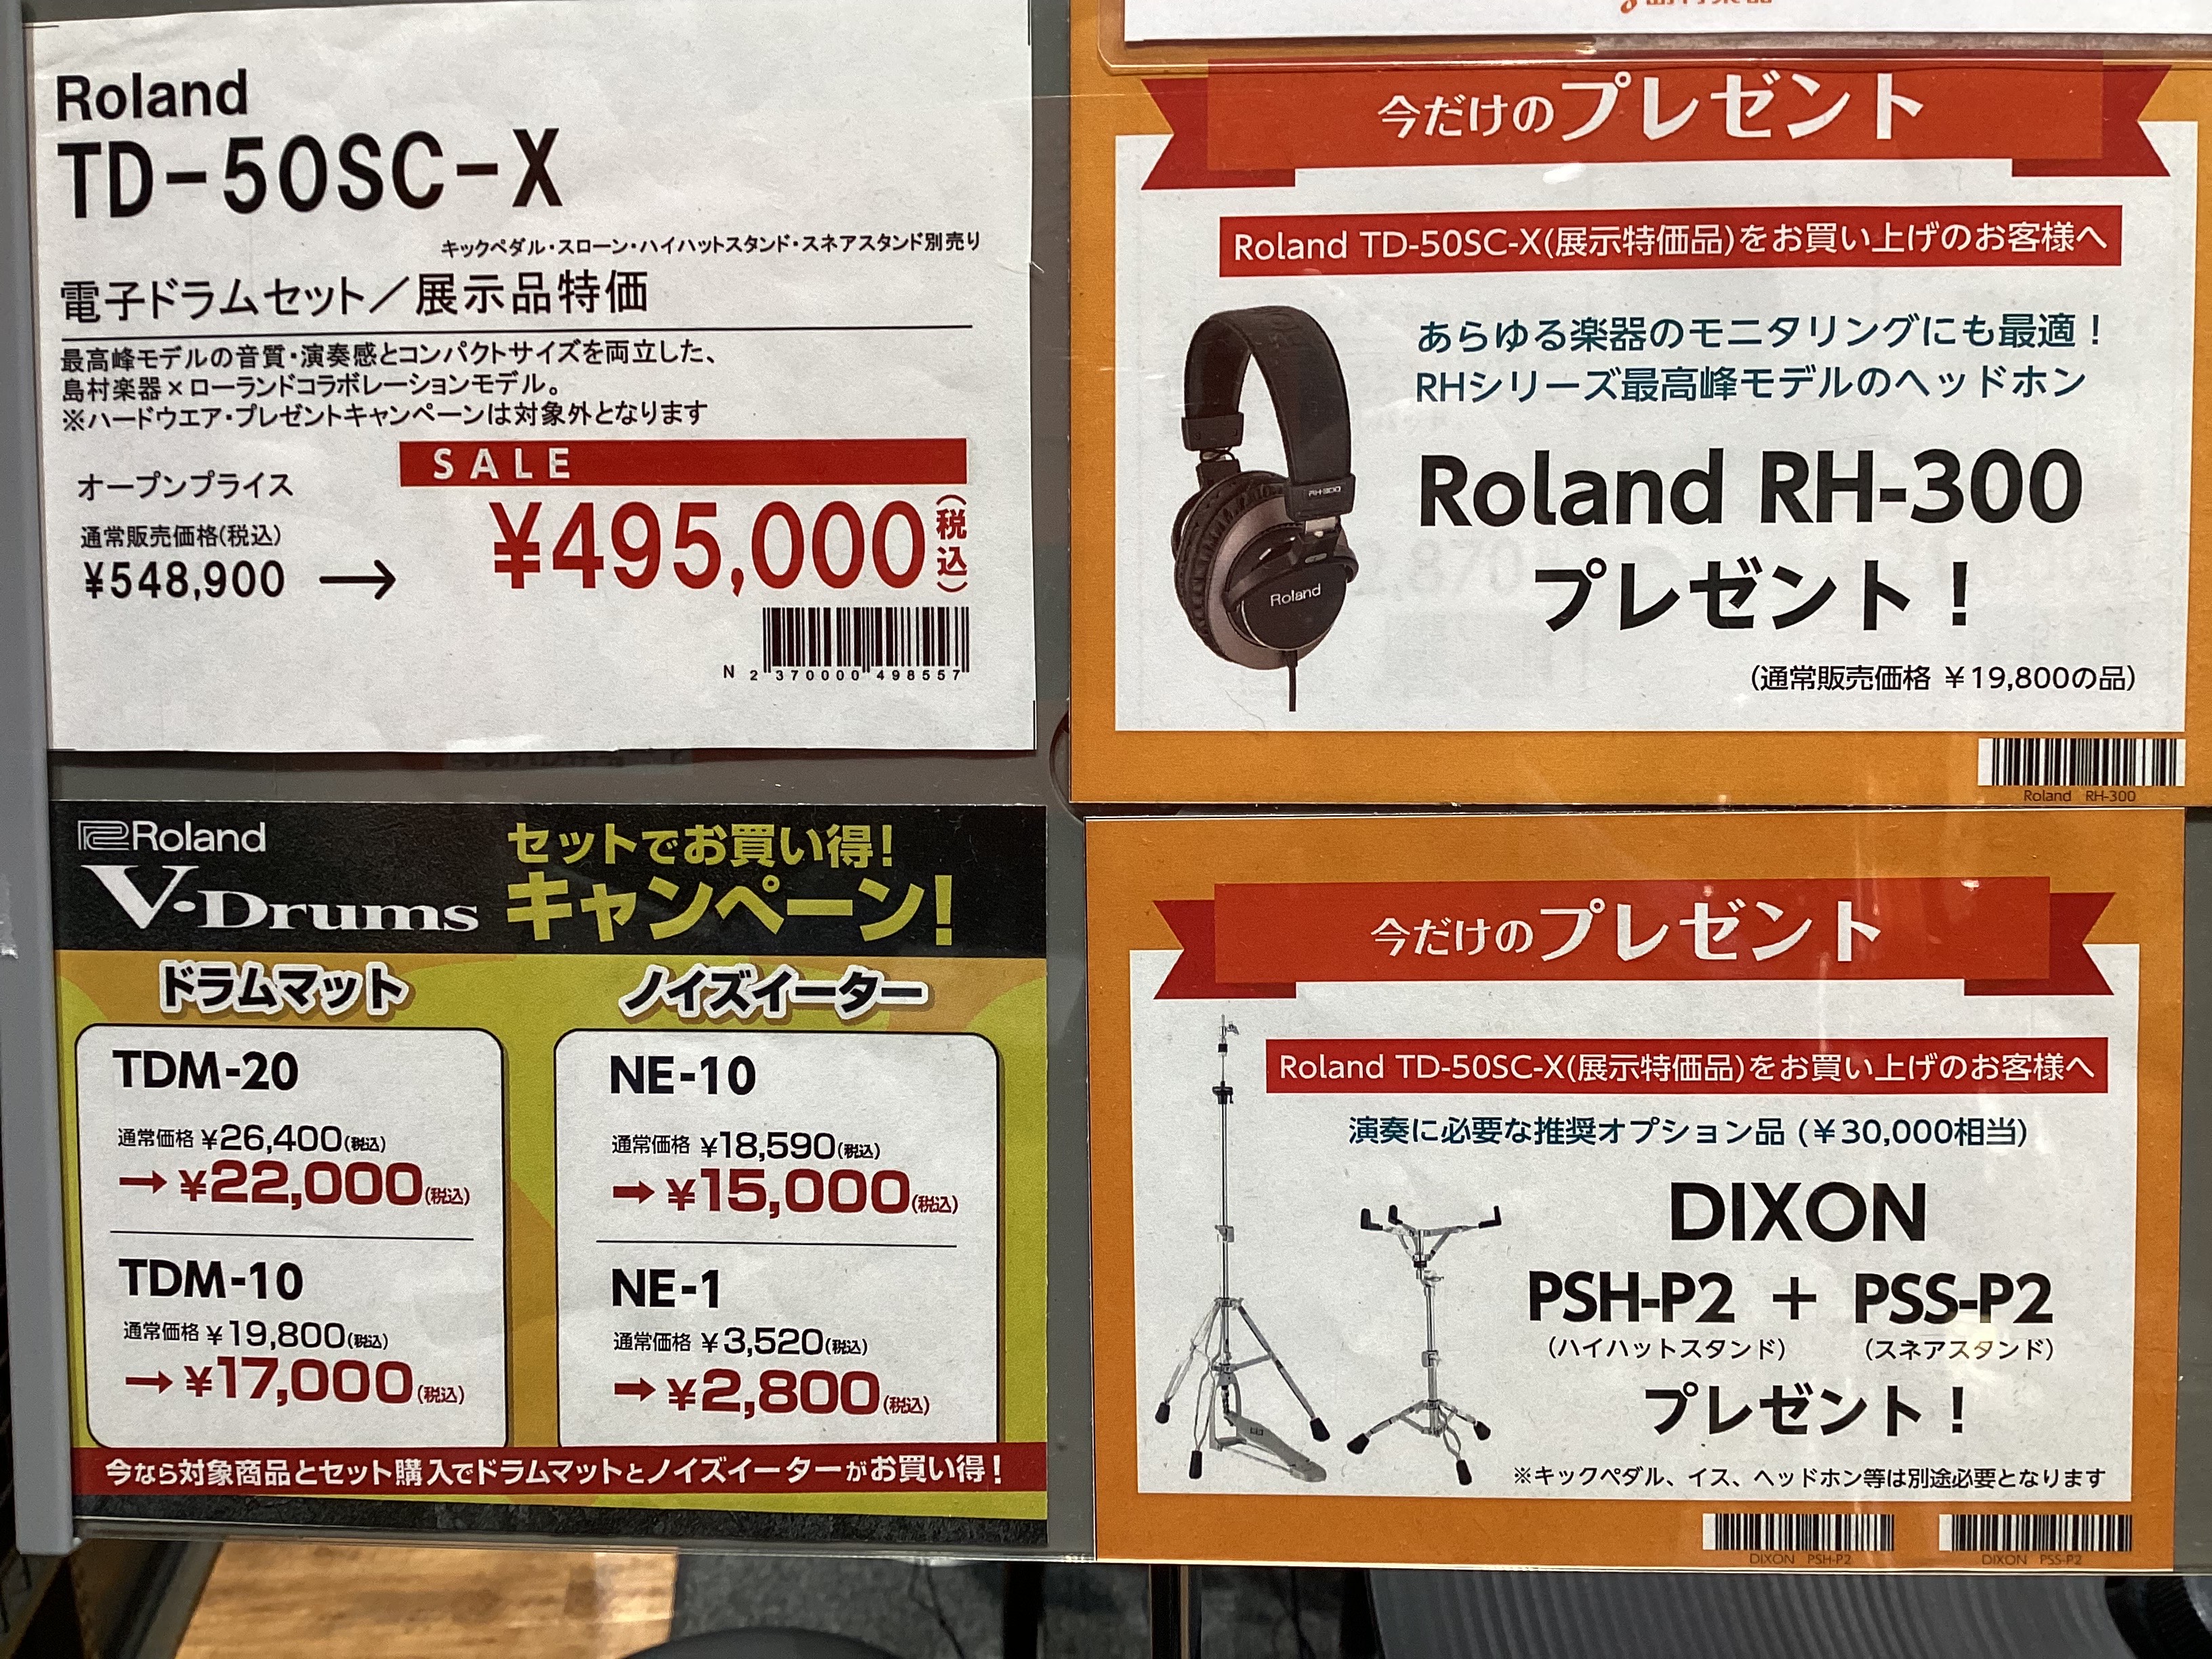 Roland
TD-50SC-X
キックペダル・スローン・ハイハットスタンド・スネアスタンド別売り
電子ドラムセット／展示品特価
最高峰モデルの音質・演奏感とコンパクトサイズを両立した、
島村楽器×ローランドコラボレーションモデル。
※ハードウエア・プレゼントキャンペーンは対象外となります
オープンプライス
SALE
通常販売価格(税込)
¥548,900 → ¥495,000(税込)
N 2 370000 498557
今だけのプレゼント
Roland TD-50SC-X(展示特価品)をお買い上げのお客様へ
あらゆる楽器のモニタリングにも最適！
RHシリーズ最高峰モデルのヘッドホン
Roland RH-300
プレゼント！
(通常販売価格 ￥19,800の品)
RH-300
Roland
Roland RH-300
Roland
V-Drums
セットでお買い得！
キャンペーン！
ドラムマット
TDM-20
通常価格 ¥26,400(税込)
→¥22,000(税込)
TDM-10
通常価格 ¥19,800(税込)
→¥17,000(税込)
ノイズイーター
NE-10
通常価格 ¥18,590(税込)
→¥15,000(税込)
NE-1
通常価格 ¥3,520(税込)
→¥2,800(税込)
今なら対象商品とセット購入でドラムマットとノイズイーターがお買い得！
今だけのプレゼント
Roland TD-50SC-X(展示特価品)をお買い上げのお客様へ
演奏に必要な推奨オプション品 (￥30,000相当)
DIXON
PSH-P2 + PSS-P2
(ハイハットスタンド) (スネアスタンド)
プレゼント！
※キックペダル、イス、ヘッドホン等は別途必要となります
DIXON PSH-P2
DIXON PSS-P2